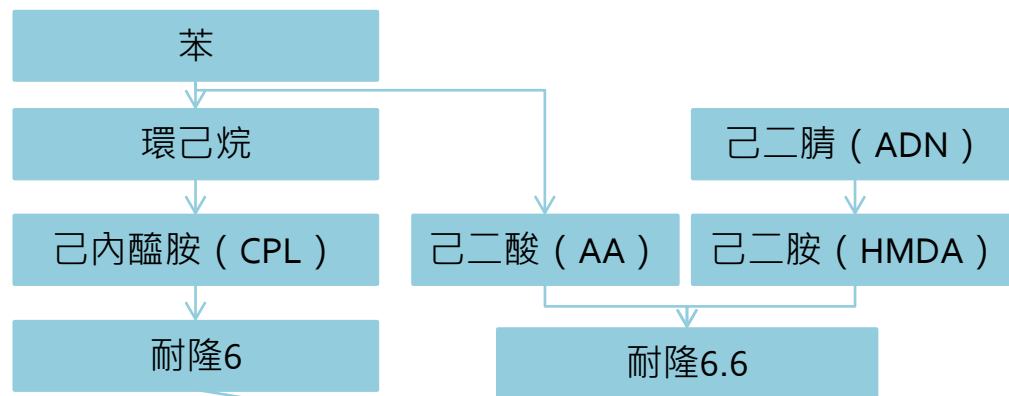 苯
環己烷
己二腈（ADN）
己內醯胺（CPL）
己二酸（AA）
己二胺（HMDA）
耐隆6
耐隆6.6